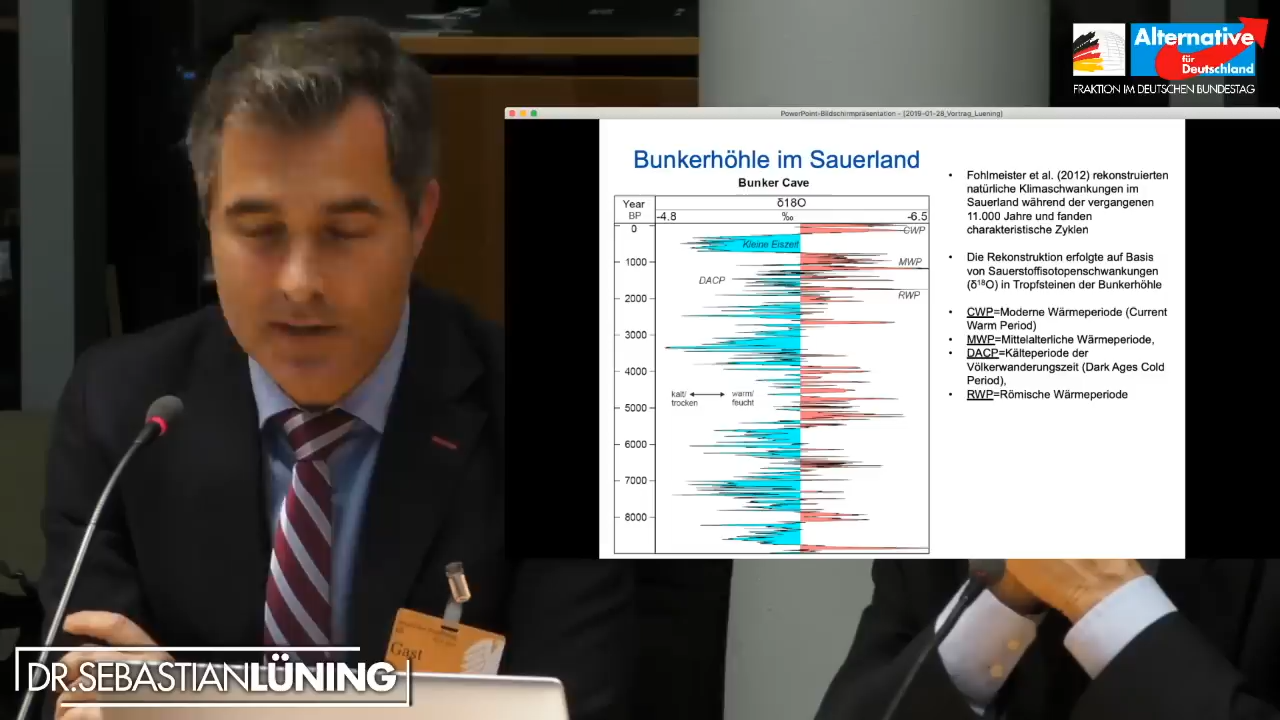 Alternative
für
Deutschland
FRAKTION IM DEUTSCHEN BUNDESTAG
PowerPoint-Bildschirmpräsentation - [2019-01-28_Vortrag_Luening]
Bunkerhöhle im Sauerland
Bunker Cave
Year
BP
δ18O
-4.8
‰
-6.5
0
CWP
Kleine Eiszeit
1000
MWP
DACP
2000
RWP
3000
4000
kalt/
trocken
warm/
feucht
5000
6000
7000
8000
• Fohlmeister et al. (2012) rekonstruierten
natürliche Klimaschwankungen im
Sauerland während der vergangenen
11.000 Jahre und fanden
charakteristische Zyklen
• Die Rekonstruktion erfolgte auf Basis
von Sauerstoffisotopenschwankungen
(δ¹⁸O) in Tropfsteinen der Bunkerhöhle
• CWP=Moderne Wärmeperiode (Current
Warm Period)
• MWP=Mittelalterliche Wärmeperiode,
• DACP=Kälteperiode der
Völkerwanderungszeit (Dark Ages Cold
Period),
• RWP=Römische Wärmeperiode
Gast
DR.SEBASTIANLÜNING